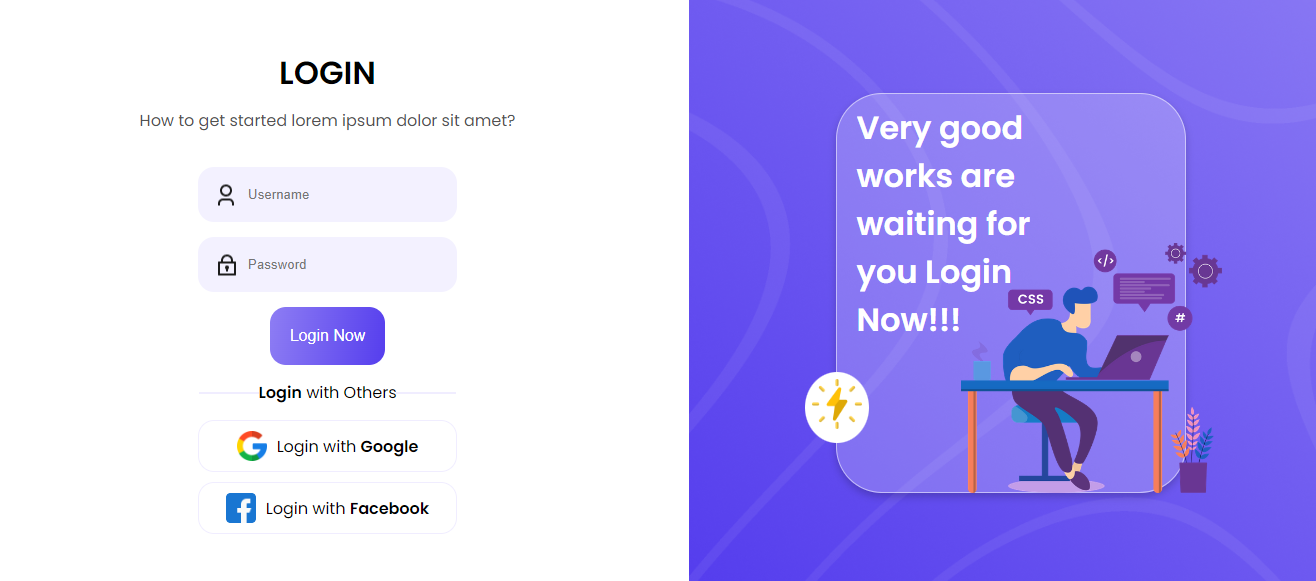 LOGIN
How to get started lorem ipsum dolor sit amet?
Username
Password
Login Now
Login with Others
Login with Google
Login with Facebook
Very good
works are
waiting for
you Login
Now!!!
</>
CSS
#